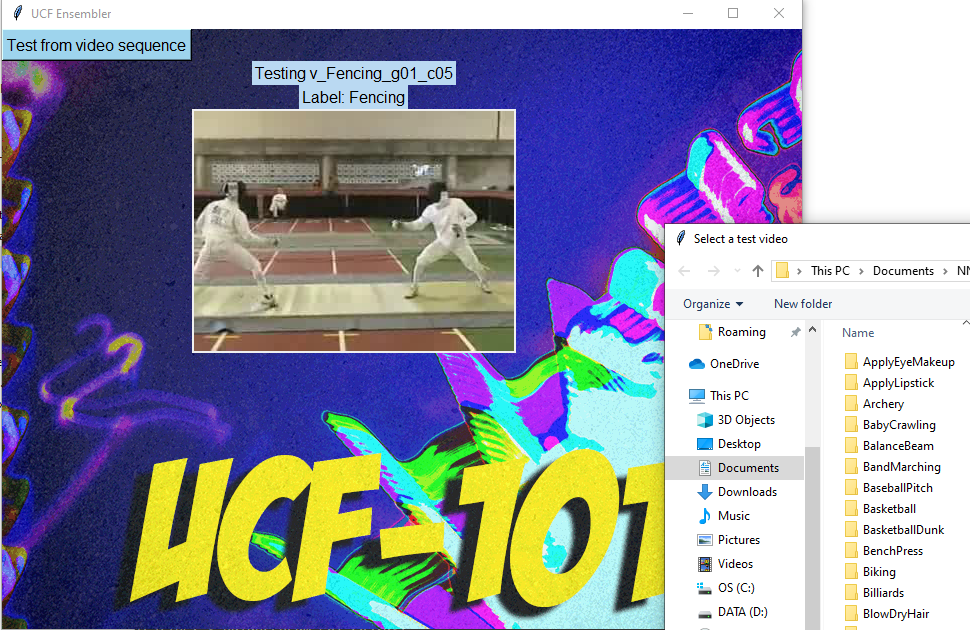 UCF Ensembler
Test from video sequence
Testing v_Fencing_g01_c05
Label: Fencing
UCF-101
Select a test video
This PC > Documents > NN
Organize
New folder
Roaming
OneDrive
This PC
3D Objects
Desktop
Documents
Downloads
Music
Pictures
Videos
OS (C:)
DATA (D:)
Name
ApplyEyeMakeup
ApplyLipstick
Archery
BabyCrawling
BalanceBeam
BandMarching
BaseballPitch
Basketball
BasketballDunk
BenchPress
Biking
Billiards
BlowDryHair